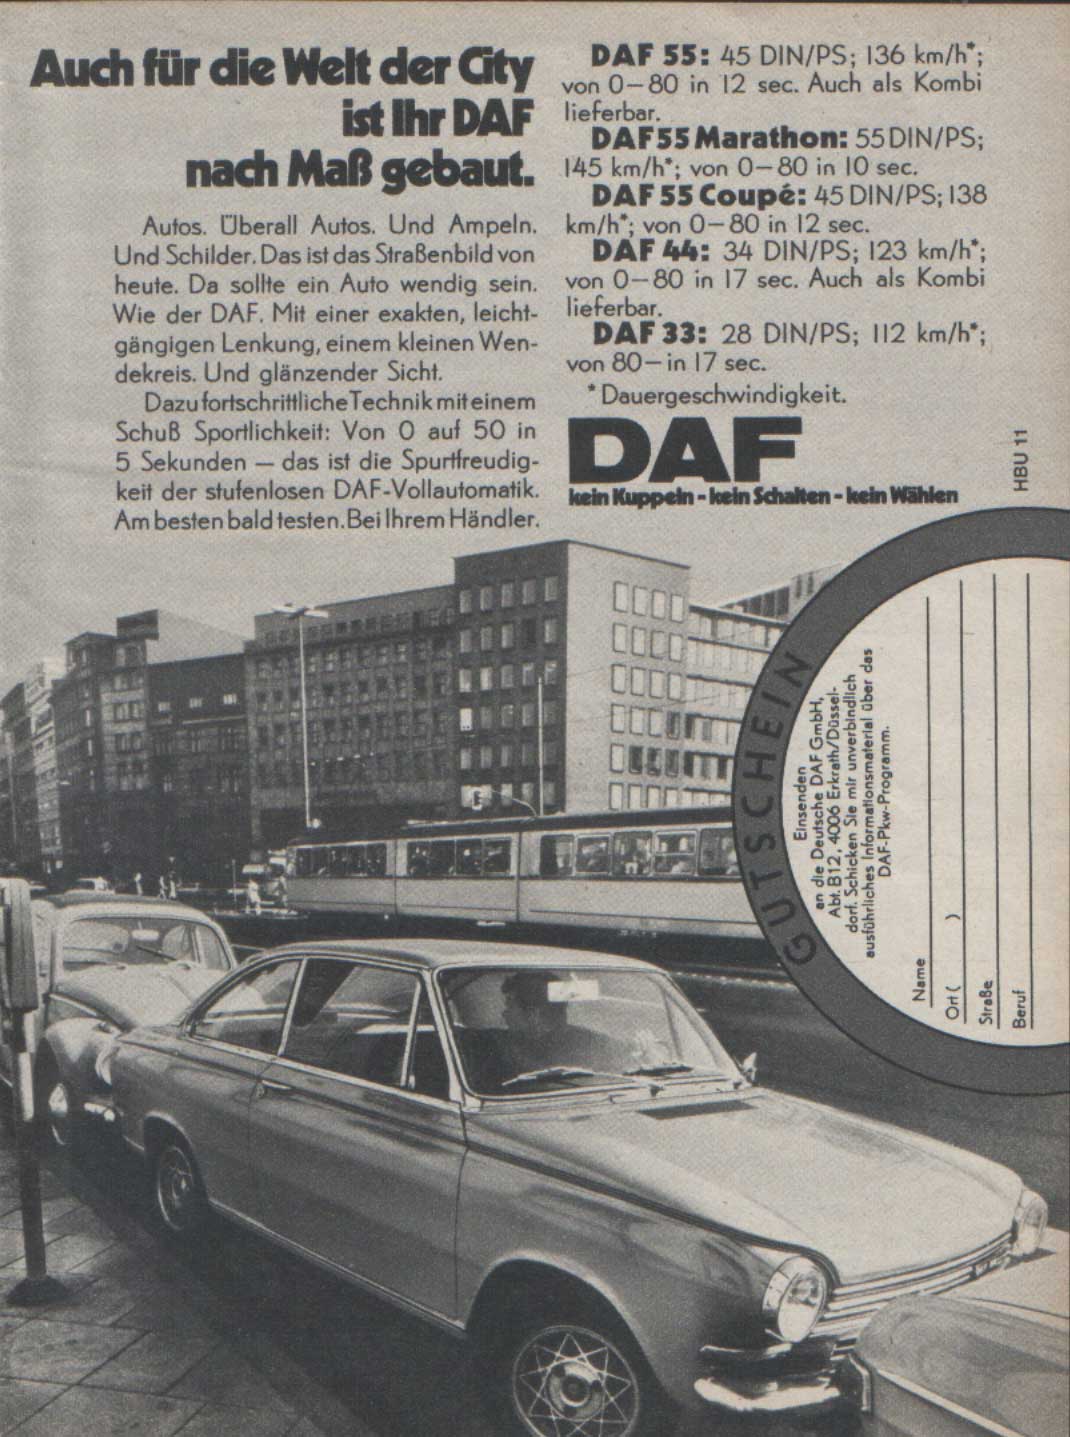 Auch für die Welt der City
ist Ihr DAF
nach Maß gebaut.
Autos. Überall Autos. Und Ampeln.
Und Schilder. Das ist das Straßenbild von
heute. Da sollte ein Auto wendig sein.
Wie der DAF. Mit einer exakten, leicht-
gängigen Lenkung, einem kleinen Wen-
dekreis. Und glänzender Sicht.
Dazu fortschrittliche Technik mit einem
Schuß Sportlichkeit: Von 0 auf 50 in
5 Sekunden — das ist die Spurtfreudig-
keit der stufenlosen DAF-Vollautomatik.
Am besten bald testen. Bei Ihrem Händler.
DAF 55: 45 DIN/PS; 136 km/h*;
von 0—80 in 12 sec. Auch als Kombi
lieferbar.
DAF 55 Marathon: 55 DIN/PS;
145 km/h*; von 0—80 in 10 sec.
DAF 55 Coupé: 45 DIN/PS; 138
km/h*; von 0—80 in 12 sec.
DAF 44: 34 DIN/PS; 123 km/h*;
von 0—80 in 17 sec. Auch als Kombi
lieferbar.
DAF 33: 28 DIN/PS; 112 km/h*;
von 80— in 17 sec.
* Dauergeschwindigkeit.
DAF
kein Kuppeln - kein Schalten - kein Wählen
HBU 11
GUTSCHEIN
Einsenden
an die Deutsche DAF GmbH,
Abt. B12, 4006 Erkrath/Düssel-
dorf. Schicken Sie mir unverbindlich
ausführliches Informationsmaterial über das
DAF-Pkw-Programm.
Name
Ort ( )
Straße
Beruf